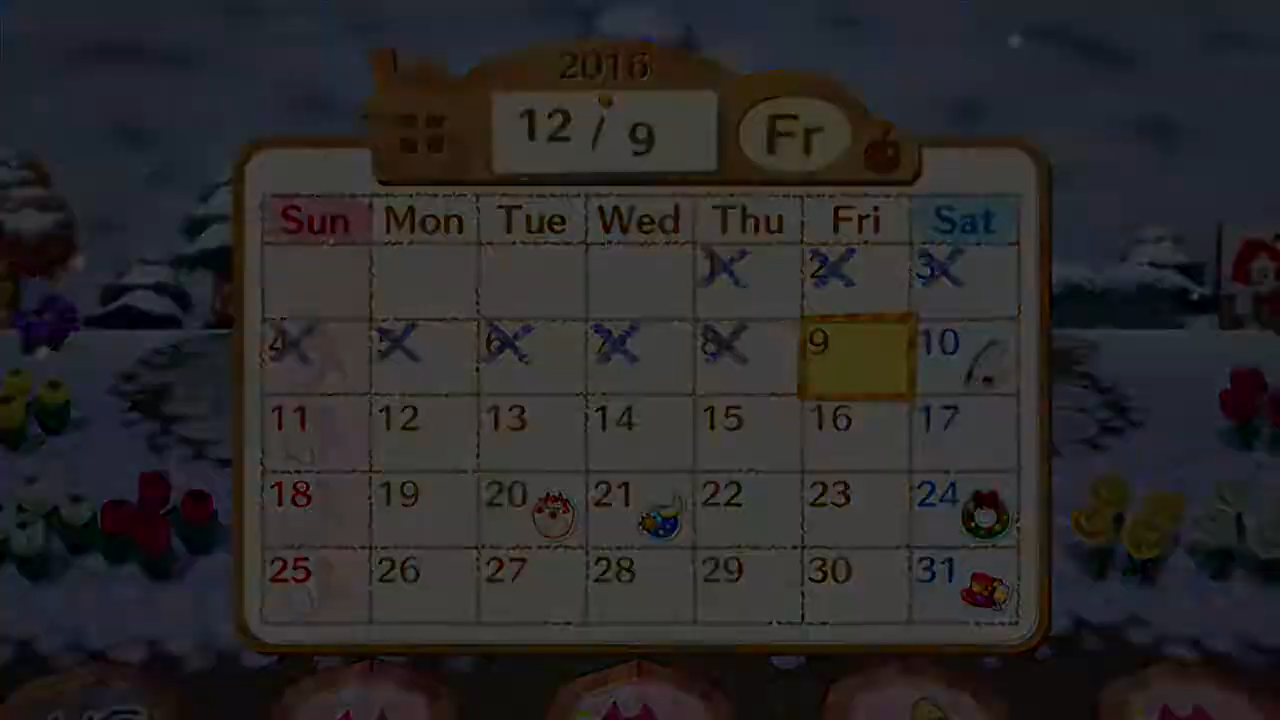 2016
12 / 9 Fr
Sun Mon Tue Wed Thu Fri Sat
1 2 3
4 5 6 7 8 9 10
11 12 13 14 15 16 17
18 19 20 21 22 23 24
25 26 27 28 29 30 31